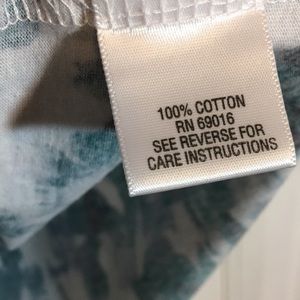 100% COTTON
RN 69016
SEE REVERSE FOR
CARE INSTRUCTIONS